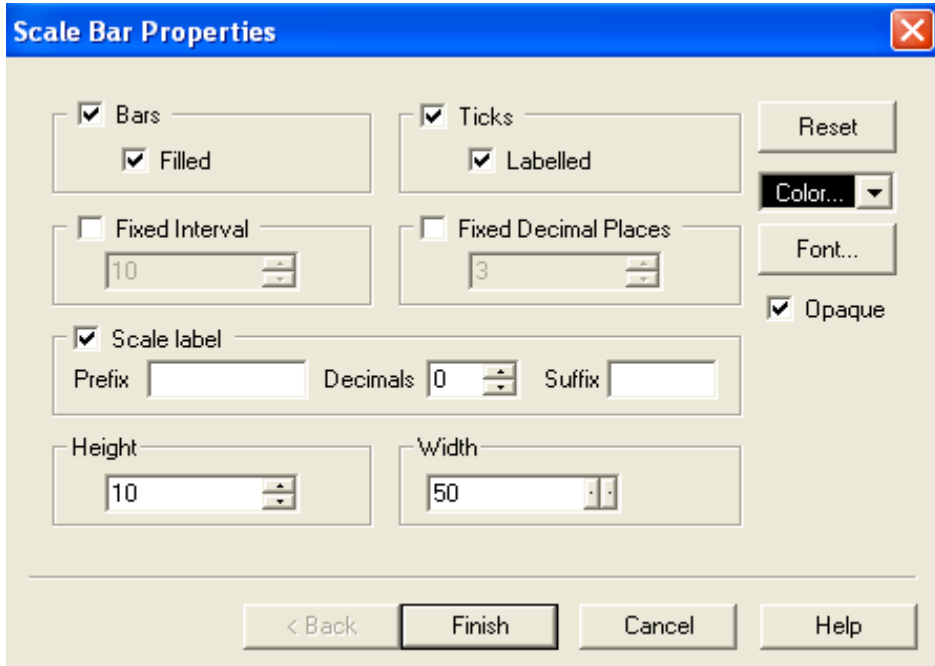 Scale Bar Properties
Bars
Ticks
Reset
Filled
Labelled
Color...
Fixed Interval
Fixed Decimal Places
Font...
10
3
Opaque
Scale label
Prefix Decimals 0 Suffix
Height
Width
10
50
< Back Finish Cancel Help